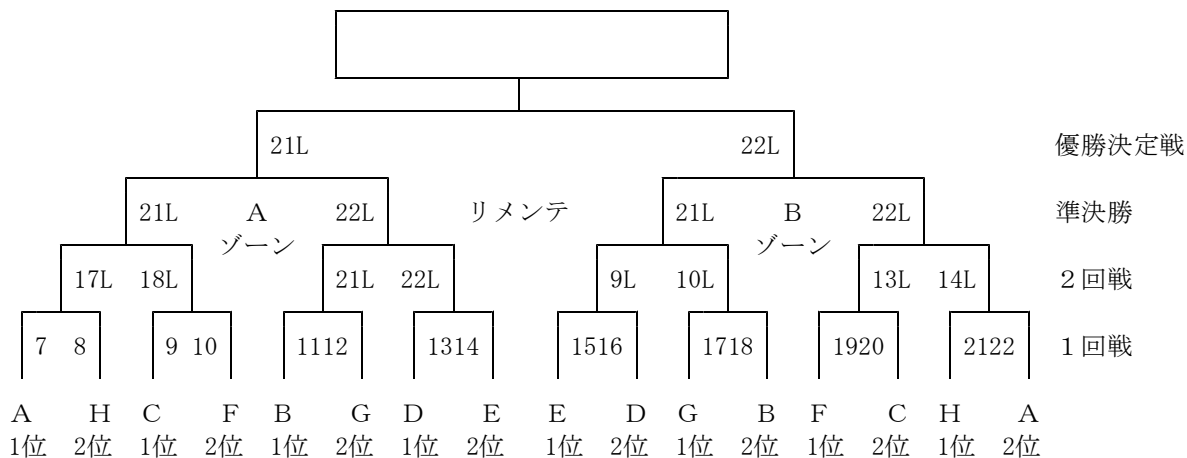 21L 22L 優勝決定戦
21L A 22L リメンテ 21L B 22L 準決勝
ゾーン ゾーン
17L 18L 21L 22L 9L 10L 13L 14L 2回戦
7 8 9 10 1112 1314 1516 1718 1920 2122 1回戦
A H C F B G D E E D G B F C H A
1位 2位 1位 2位 1位 2位 1位 2位 1位 2位 1位 2位 1位 2位 1位 2位